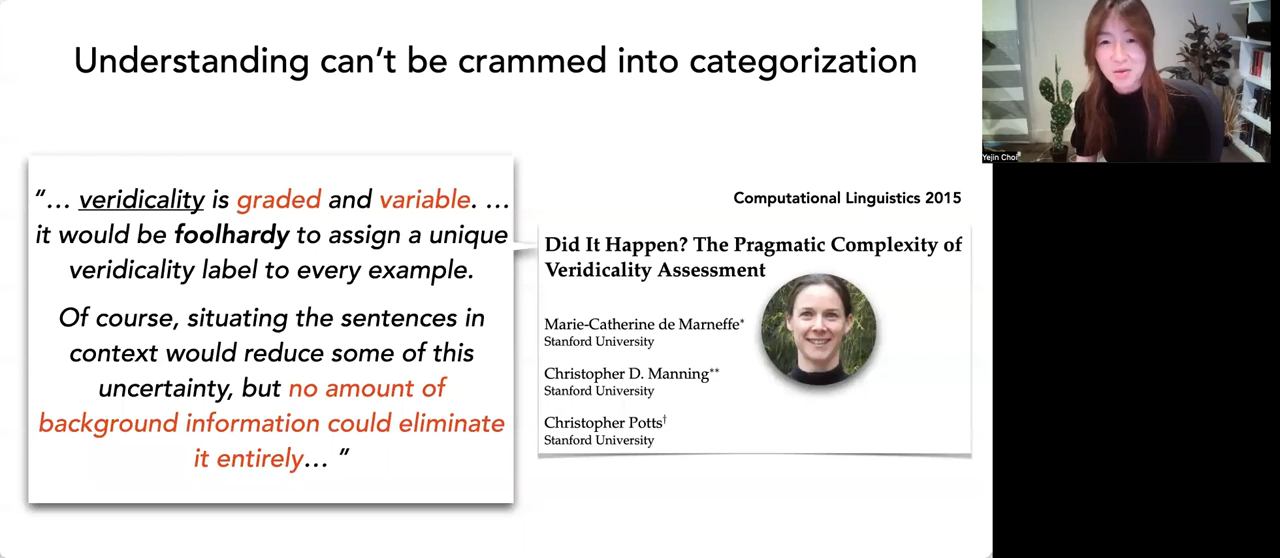 Understanding can't be crammed into categorization
Yejin Choi
"… veridicality is graded and variable. …
it would be foolhardy to assign a unique
veridicality label to every example.
Of course, situating the sentences in
context would reduce some of this
uncertainty, but no amount of
background information could eliminate
it entirely… "
Computational Linguistics 2015
Did It Happen? The Pragmatic Complexity of
Veridicality Assessment
Marie-Catherine de Marneffe*
Stanford University
Christopher D. Manning**
Stanford University
Christopher Potts†
Stanford University